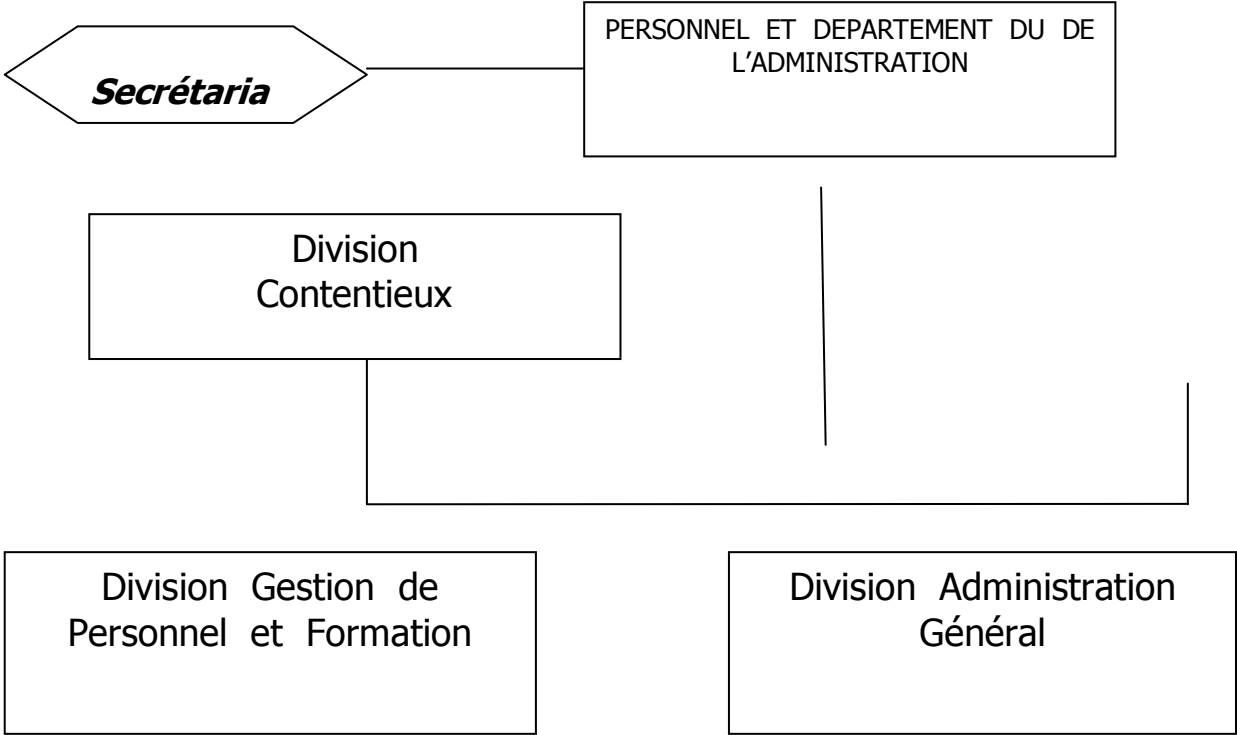 PERSONNEL ET DEPARTEMENT DU DE
L’ADMINISTRATION
Secrétaria
Division
Contentieux
Division Gestion de
Personnel et Formation
Division Administration
Général